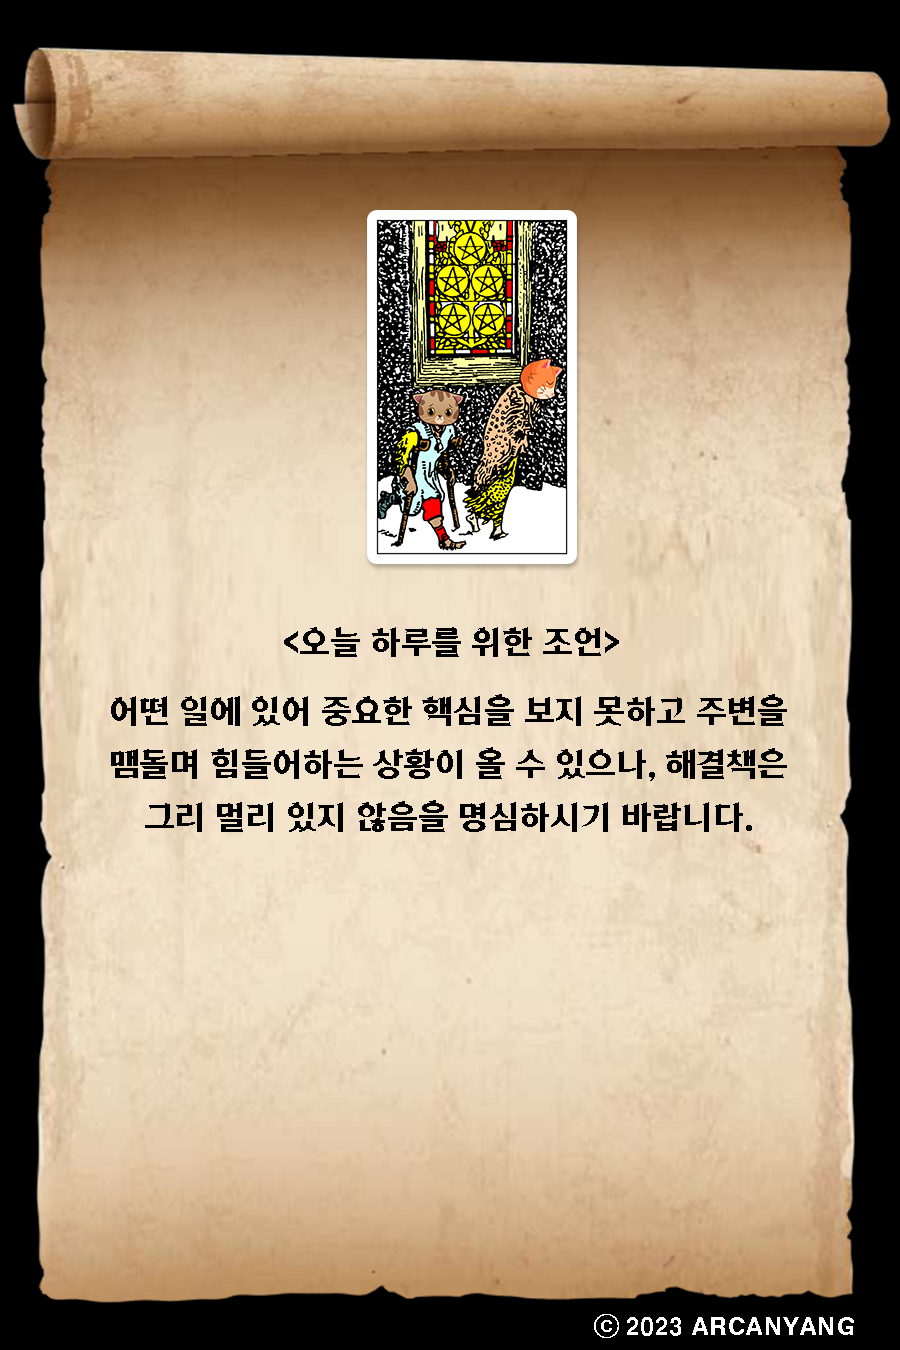 <오늘 하루를 위한 조언>
어떤 일에 있어 중요한 핵심을 보지 못하고 주변을
맴돌며 힘들어하는 상황이 올 수 있으나, 해결책은
그리 멀리 있지 않음을 명심하시기 바랍니다.
ⓒ 2023 ARCANYANG